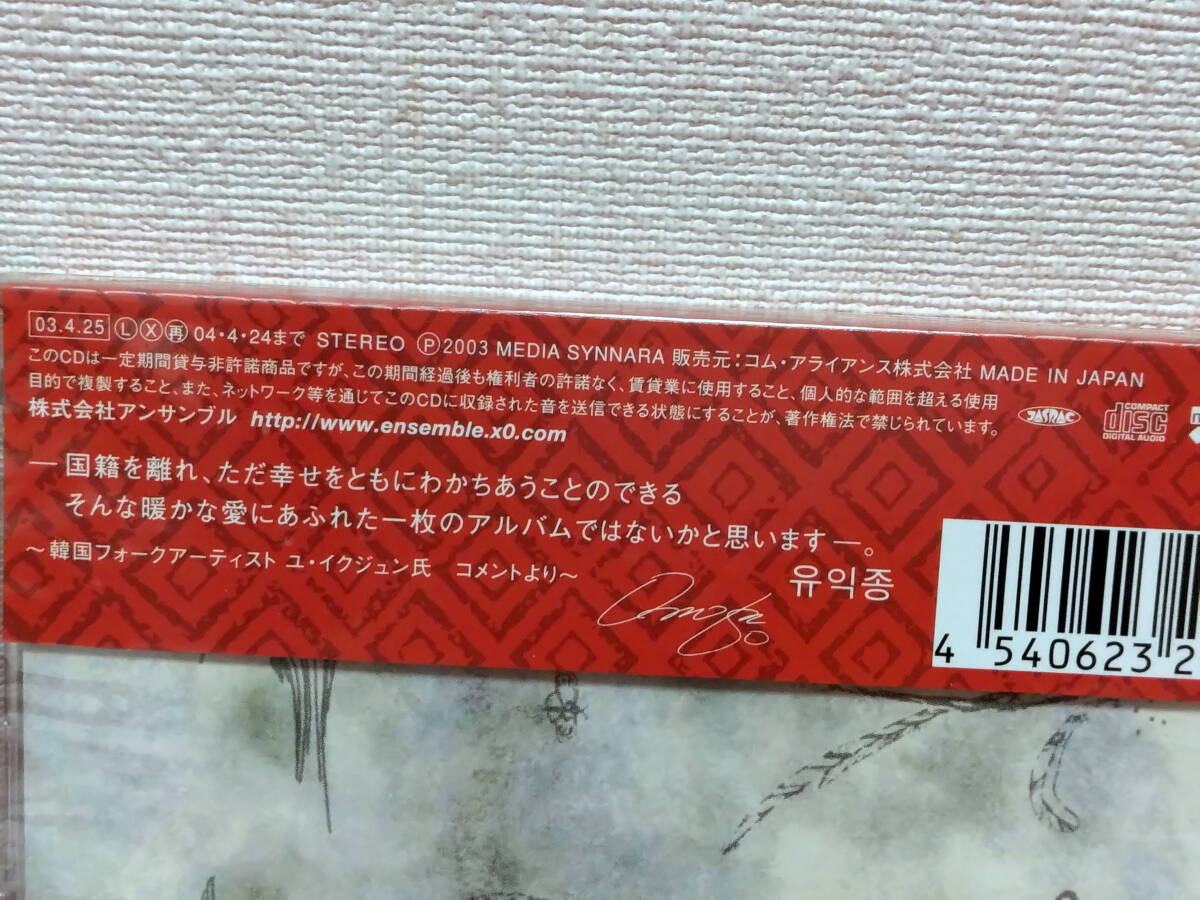 03.4.25 Ⓛ Ⓧ ㊢ 04・4・24まで STEREO Ⓟ2003 MEDIA SYNNARA 販売元：コム・アライアンス株式会社 MADE IN JAPAN
このCDは一定期間貸与非許諾商品ですが、この期間経過後も権利者の許諾なく、賃貸業に使用すること、個人的な範囲を超える使用
目的で複製すること、また、ネットワーク等を通じてこのCDに収録された音を送信できる状態にすることが、著作権法で禁じられています。
株式会社アンサンブル http://www.ensemble.x0.com
JASRAC
COMPACT
disc
DIGITAL AUDIO
― 国籍を離れ、ただ幸せをともにわかちあうことのできる
そんな暖かな愛にあふれた一枚のアルバムではないかと思います ―。
～韓国フォークアーティスト ユ・イクジュン氏 コメントより～
유익종
4 540623 2